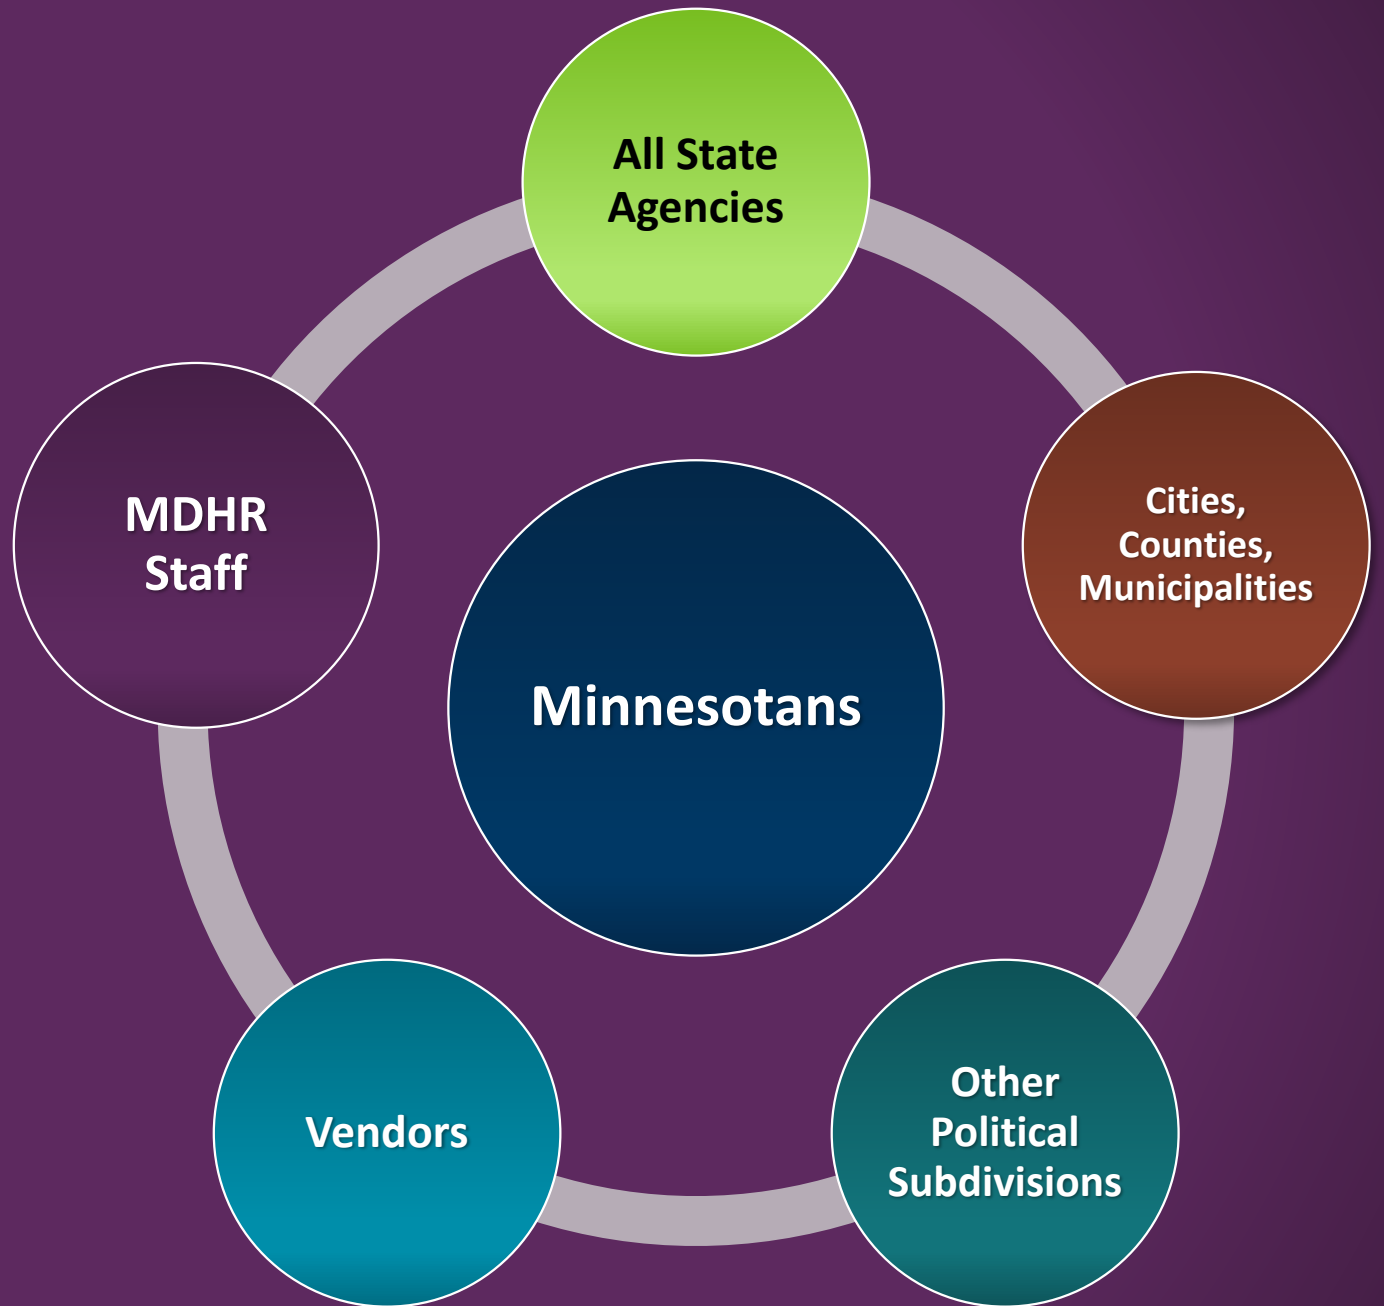 All State
Agencies
MDHR
Staff
Cities,
Counties,
Municipalities
Minnesotans
Vendors
Other
Political
Subdivisions